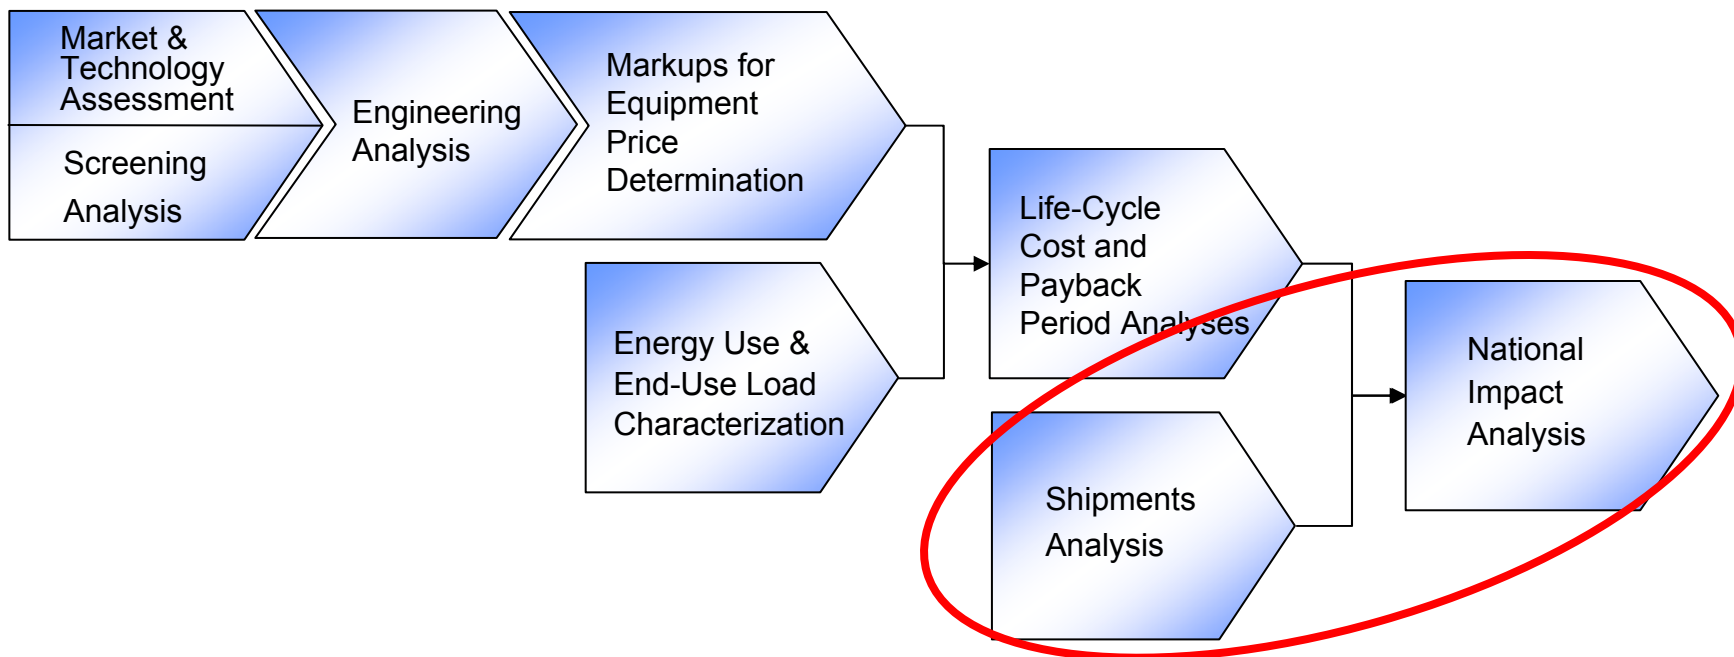 Market &
Technology
Assessment
Screening
Analysis
Engineering
Analysis
Markups for
Equipment
Price
Determination
Energy Use &
End-Use Load
Characterization
Life-Cycle
Cost and
Payback
Period Analyses
Shipments
Analysis
National
Impact
Analysis